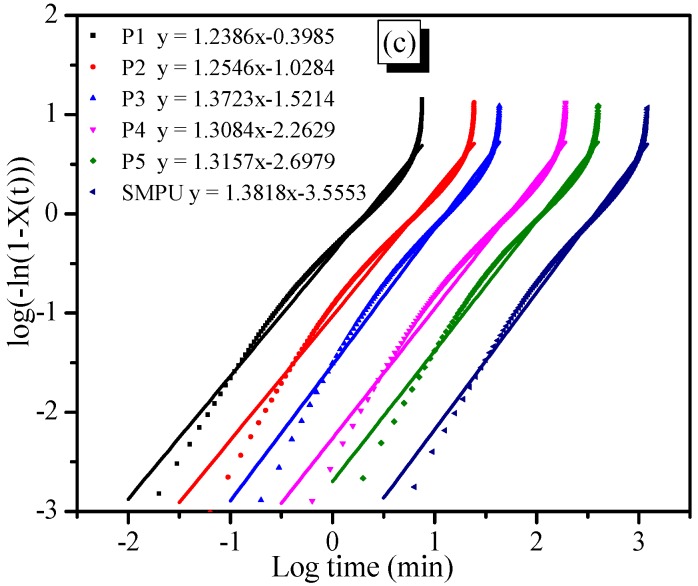 (c)
P1 y = 1.2386x-0.3985
P2 y = 1.2546x-1.0284
P3 y = 1.3723x-1.5214
P4 y = 1.3084x-2.2629
P5 y = 1.3157x-2.6979
SMPU y = 1.3818x-3.5553
log(-ln(1-X(t)))
2
1
0
-1
-2
-3
-2 -1 0 1 2 3
Log time (min)